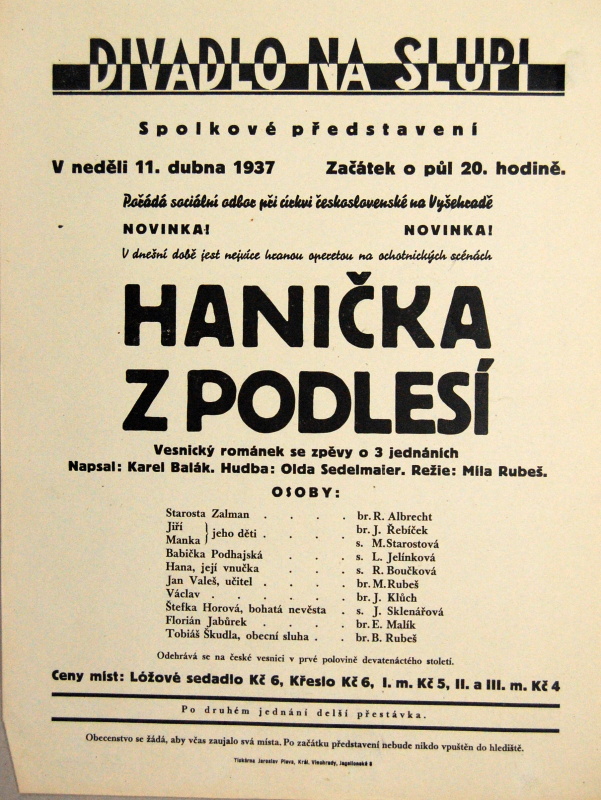 DIVADLO NA SLUPI
Spolkové představení
V neděli 11. dubna 1937 Začátek o půl 20. hodině.
Pořádá sociální odbor při církvi československé na Vyšehradě
NOVINKA! NOVINKA!
V dnešní době jest nejvíce hranou operetou na ochotnických scénách
HANIČKA
Z PODLESÍ
Vesnický románek se zpěvy o 3 jednáních
Napsal: Karel Balák. Hudba: Olda Sedelmaier. Režie: Mila Rubeš.
OSOBY:
Starosta Zalman . . . . br. R. Albrecht
Jiří } jeho děti . . . . br. J. Řebíček
Manka s. M. Starostová
Babička Podhajská . . . s. L. Jelínková
Hana, její vnučka . . . s. R. Boučková
Jan Valeš, učitel . . . . br. M. Rubeš
Václav . . . . . . br. J. Klůch
Štefka Horová, bohatá nevěsta . s. J. Sklenářová
Florián Jabůrek . . . . br. E. Malík
Tobiáš Škudla, obecní sluha . . br. B. Rubeš
Odehrává se na české vesnici v prvé polovině devatenáctého století.
Ceny míst: Lóžové sedadlo Kč 6, Křeslo Kč 6, I. m. Kč 5, II. a III. m. Kč 4
Po druhém jednání delší přestávka.
Obecenstvo se žádá, aby včas zaujalo svá místa. Po začátku představení nebude nikdo vpuštěn do hlediště.
Tiskárna Jaroslav Plova, Král. Vinohrady, Jagellonská 8